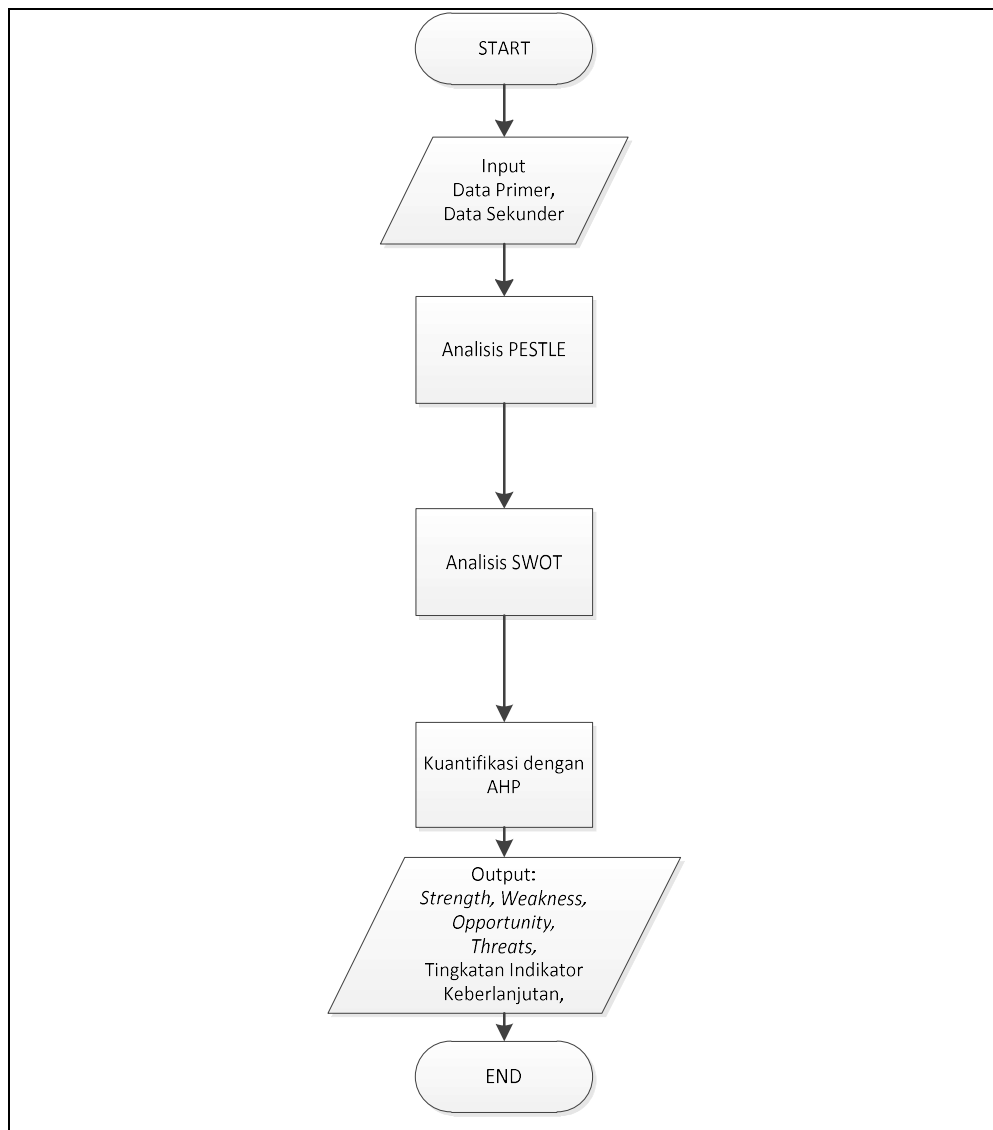 START
Input
Data Primer,
Data Sekunder
Analisis PESTLE
Analisis SWOT
Kuantifikasi dengan
AHP
Output:
Strength, Weakness,
Opportunity,
Threats,
Tingkatan Indikator
Keberlanjutan,
END